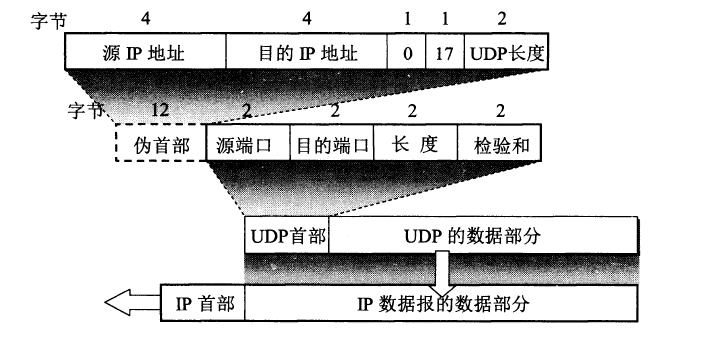 字节 4 4 1 1 2
源 IP 地址 目的 IP 地址 0 17 UDP长度
字节 12 2 2 2 2
伪首部 源端口 目的端口 长 度 检验和
UDP首部 UDP 的数据部分
IP 首部 IP 数据报的数据部分